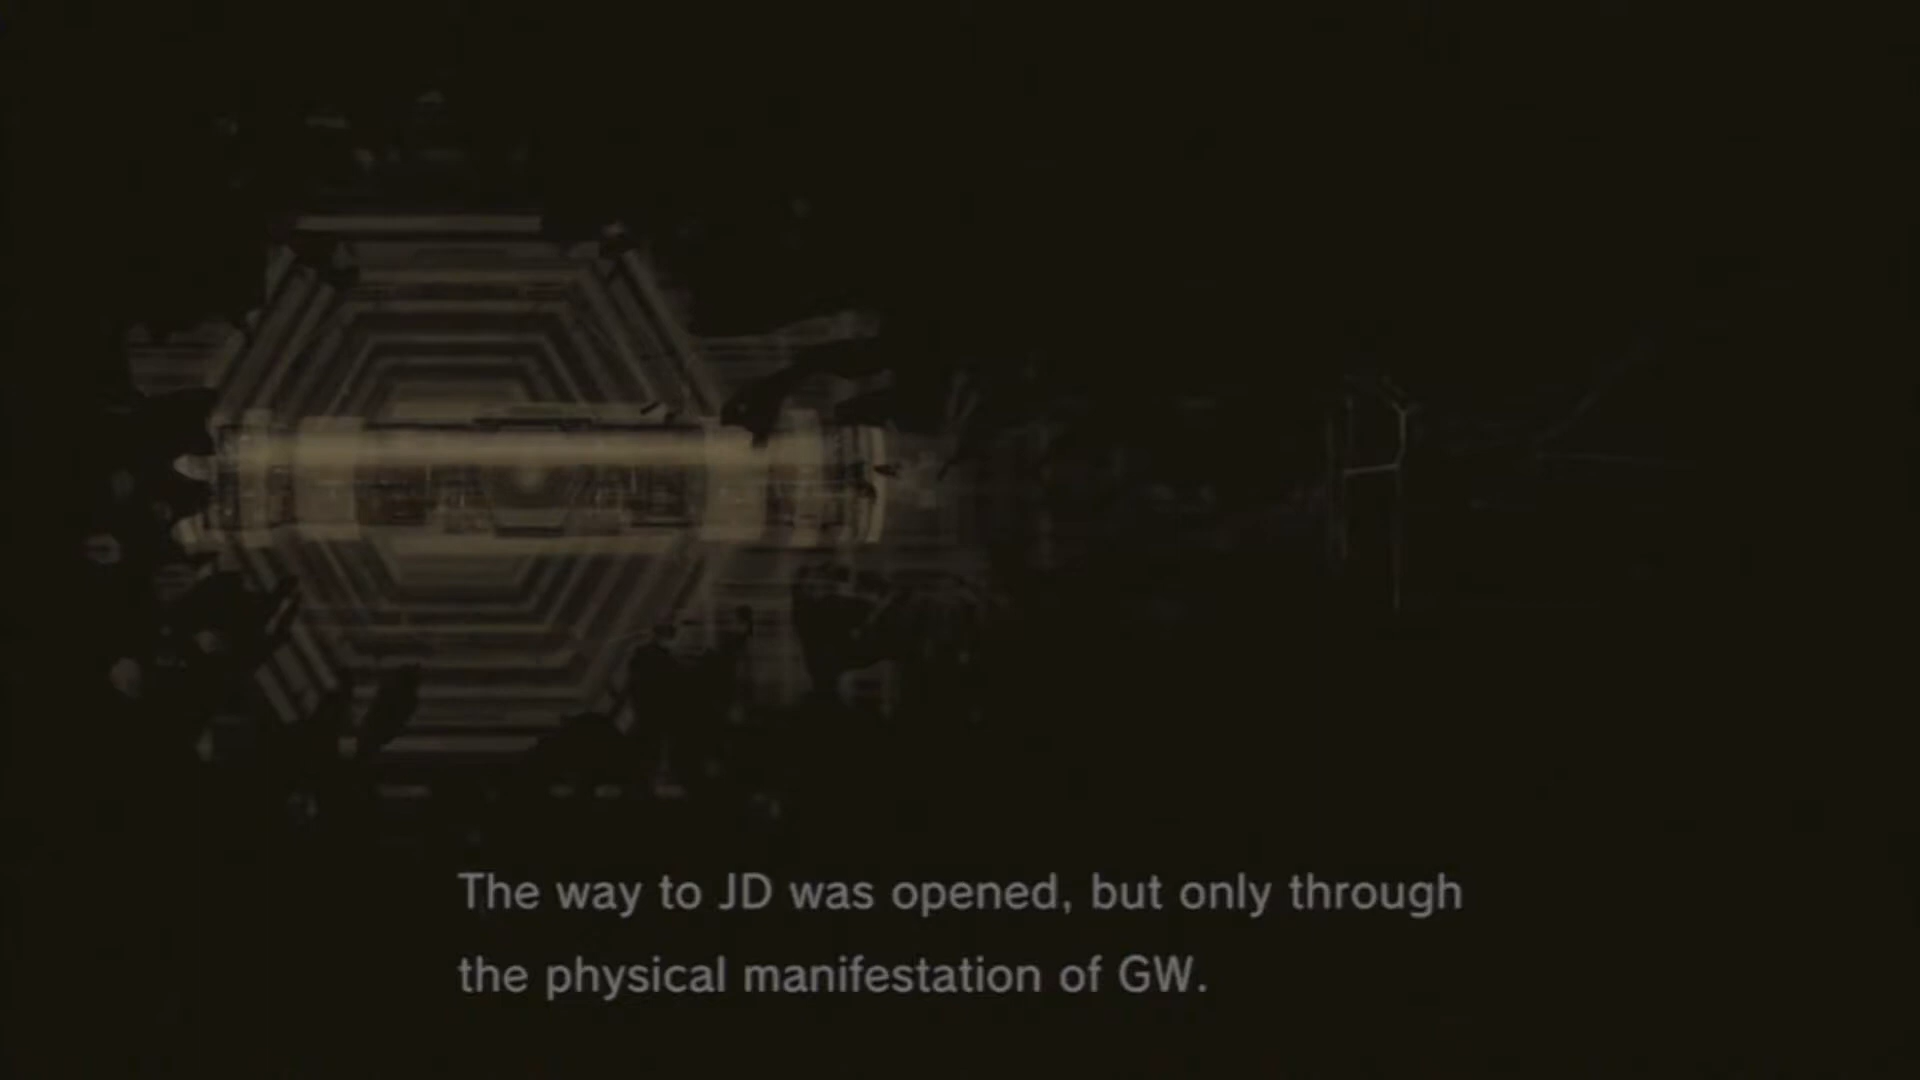 The way to JD was opened, but only through
the physical manifestation of GW.